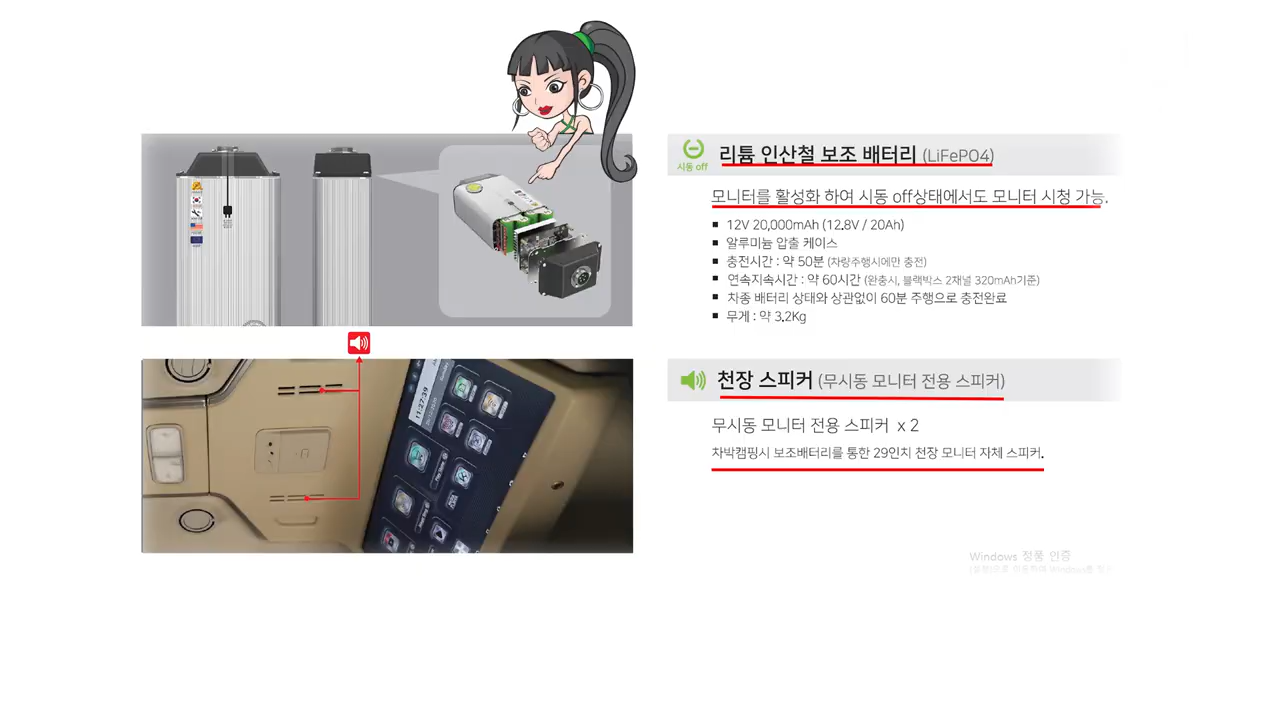 시동 off
리튬 인산철 보조 배터리 (LiFePO4)
모니터를 활성화 하여 시동 off상태에서도 모니터 시청 가능.
12V 20,000mAh (12.8V / 20Ah)
알루미늄 압출 케이스
충전시간 : 약 50분 (차량주행시에만 충전)
연속지속시간 : 약 60시간 (완충시, 블랙박스 2채널 320mAh기준)
차종 배터리 상태와 상관없이 60분 주행으로 충전완료
무게 : 약 3.2Kg
11:27:39
천장 스피커 (무시동 모니터 전용 스피커)
무시동 모니터 전용 스피커 x 2
차박캠핑시 보조배터리를 통한 29인치 천장 모니터 자체 스피커.
Windows 정품 인증